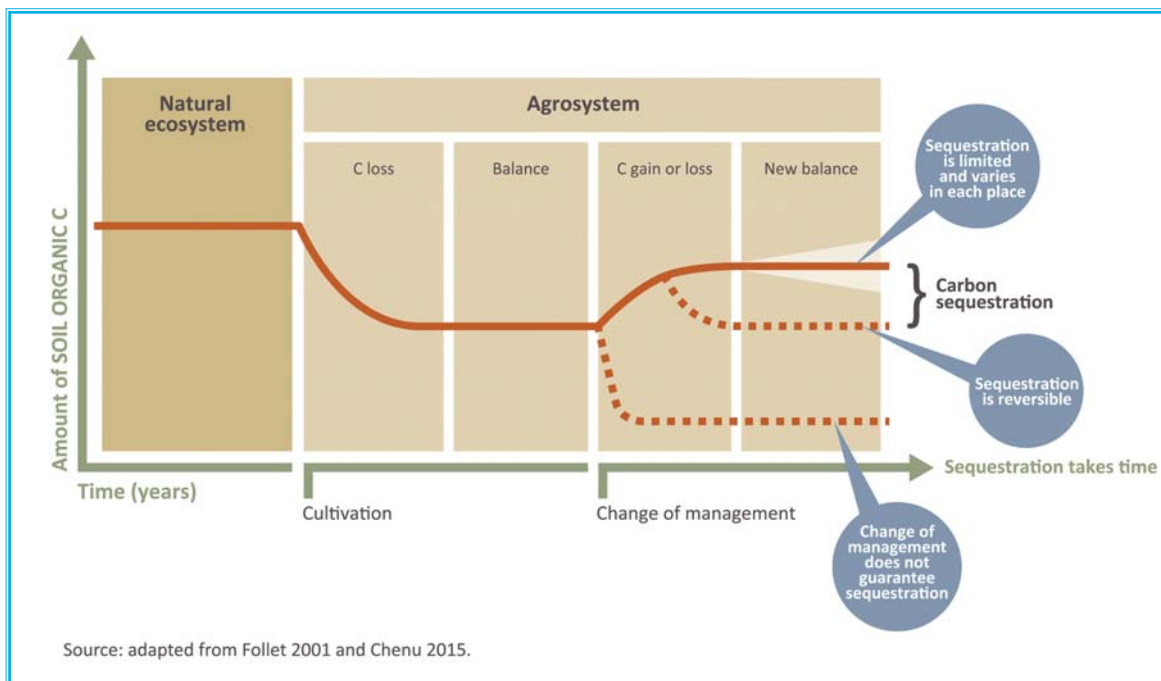 Natural
ecosystem
Agrosystem
C loss
Balance
C gain or loss
New balance
Sequestration
is limited
and varies
in each place
Carbon
sequestration
Sequestration
is reversible
Amount of SOIL ORGANIC C
Time (years)
Sequestration takes time
Cultivation
Change of management
Change of
management
does not
guarantee
sequestration
Source: adapted from Follet 2001 and Chenu 2015.